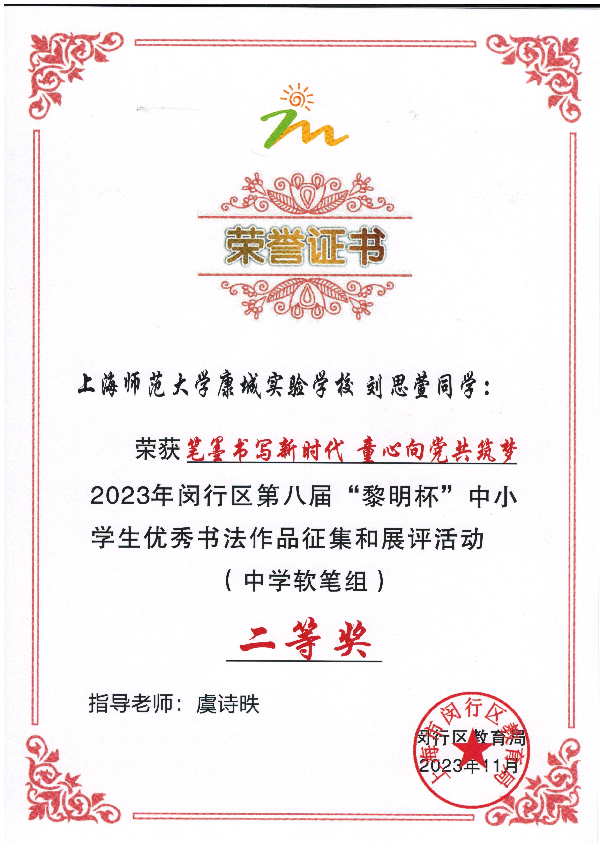 荣誉证书
上海师范大学康城实验学校 刘思萱同学：
荣获笔墨书写新时代 童心向党共筑梦
2023年闵行区第八届“黎明杯”中小
学生优秀书法作品征集和展评活动
（中学软笔组）
二等奖
指导老师：虞诗昳
闵行区教育局
2023年11月
上海市闵行区教育局